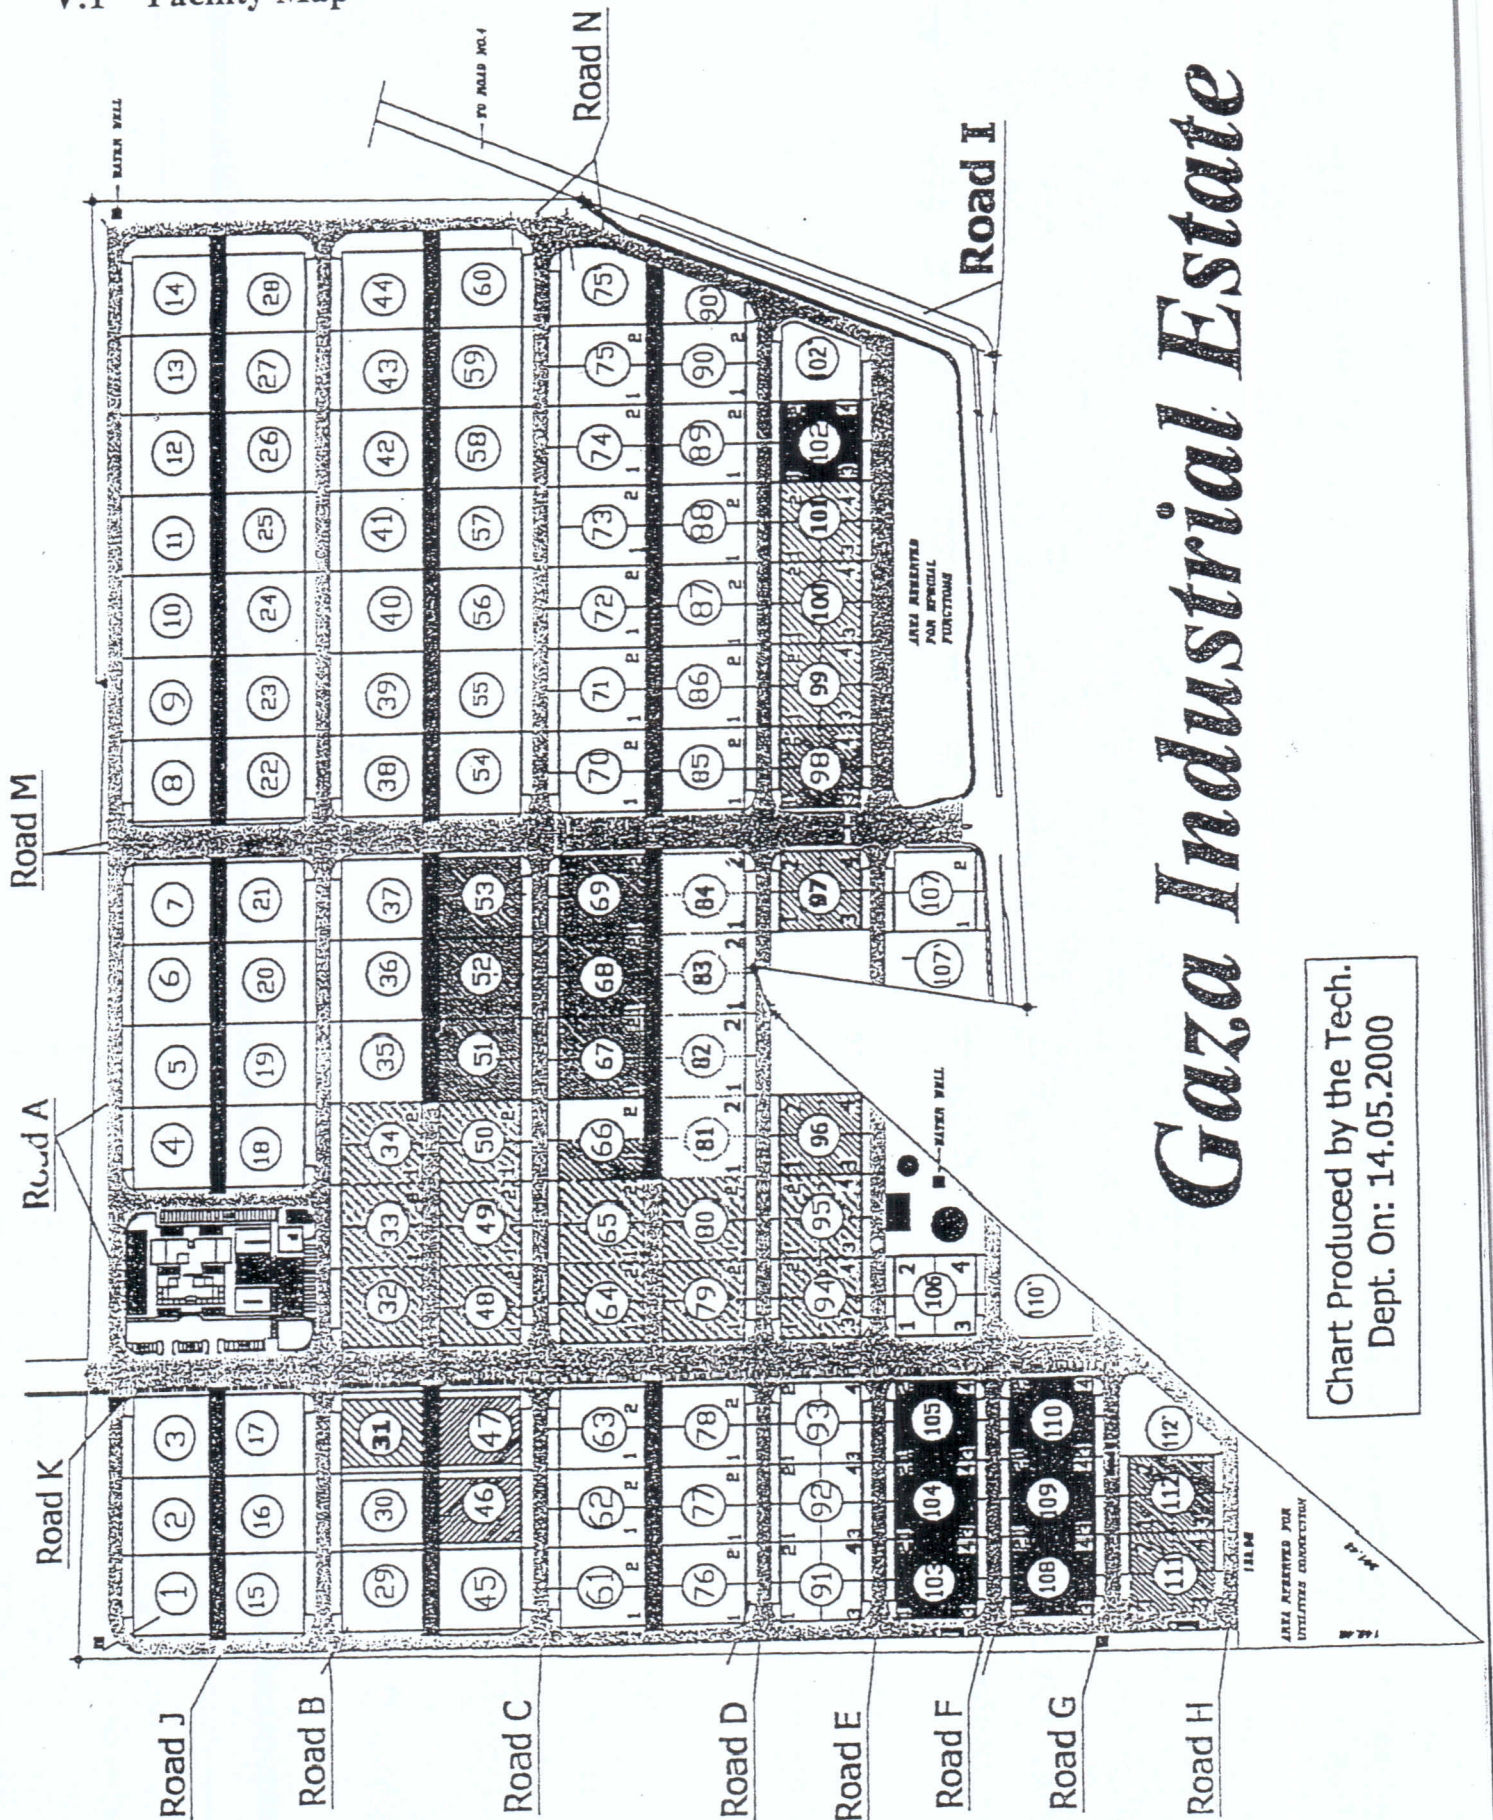 V.1 Facility Map
Gaza Industrial Estate
Chart Produced by the Tech.
Dept. On: 14.05.2000
Road A
Road K
Road M
Road N
Road I
Road J
Road B
Road C
Road D
Road E
Road F
Road G
Road H
WATER WELL
TO ROAD NO.4
AREA RESERVED
FOR SPECIAL
FUNCTIONS
WATER WELL
AREA RESERVED FOR
UTILITIES CONNECTION
1 2 3 4 5 6 7 8 9 10 11 12 13 14
15 16 17 18 19 20 21 22 23 24 25 26 27 28
29 30 31 32 33 34 35 36 37 38 39 40 41 42 43 44
45 46 47 48 49 50 51 52 53 54 55 56 57 58 59 60
61 62 63 64 65 66 67 68 69 70 71 72 73 74 75 75'
76 77 78 79 80 81 82 83 84 85 86 87 88 89 90 90'
91 92 93 94 95 96 97 98 99 100 101 102 102'
103 104 105 106 107' 107
108 109 110 110'
111 112 112'